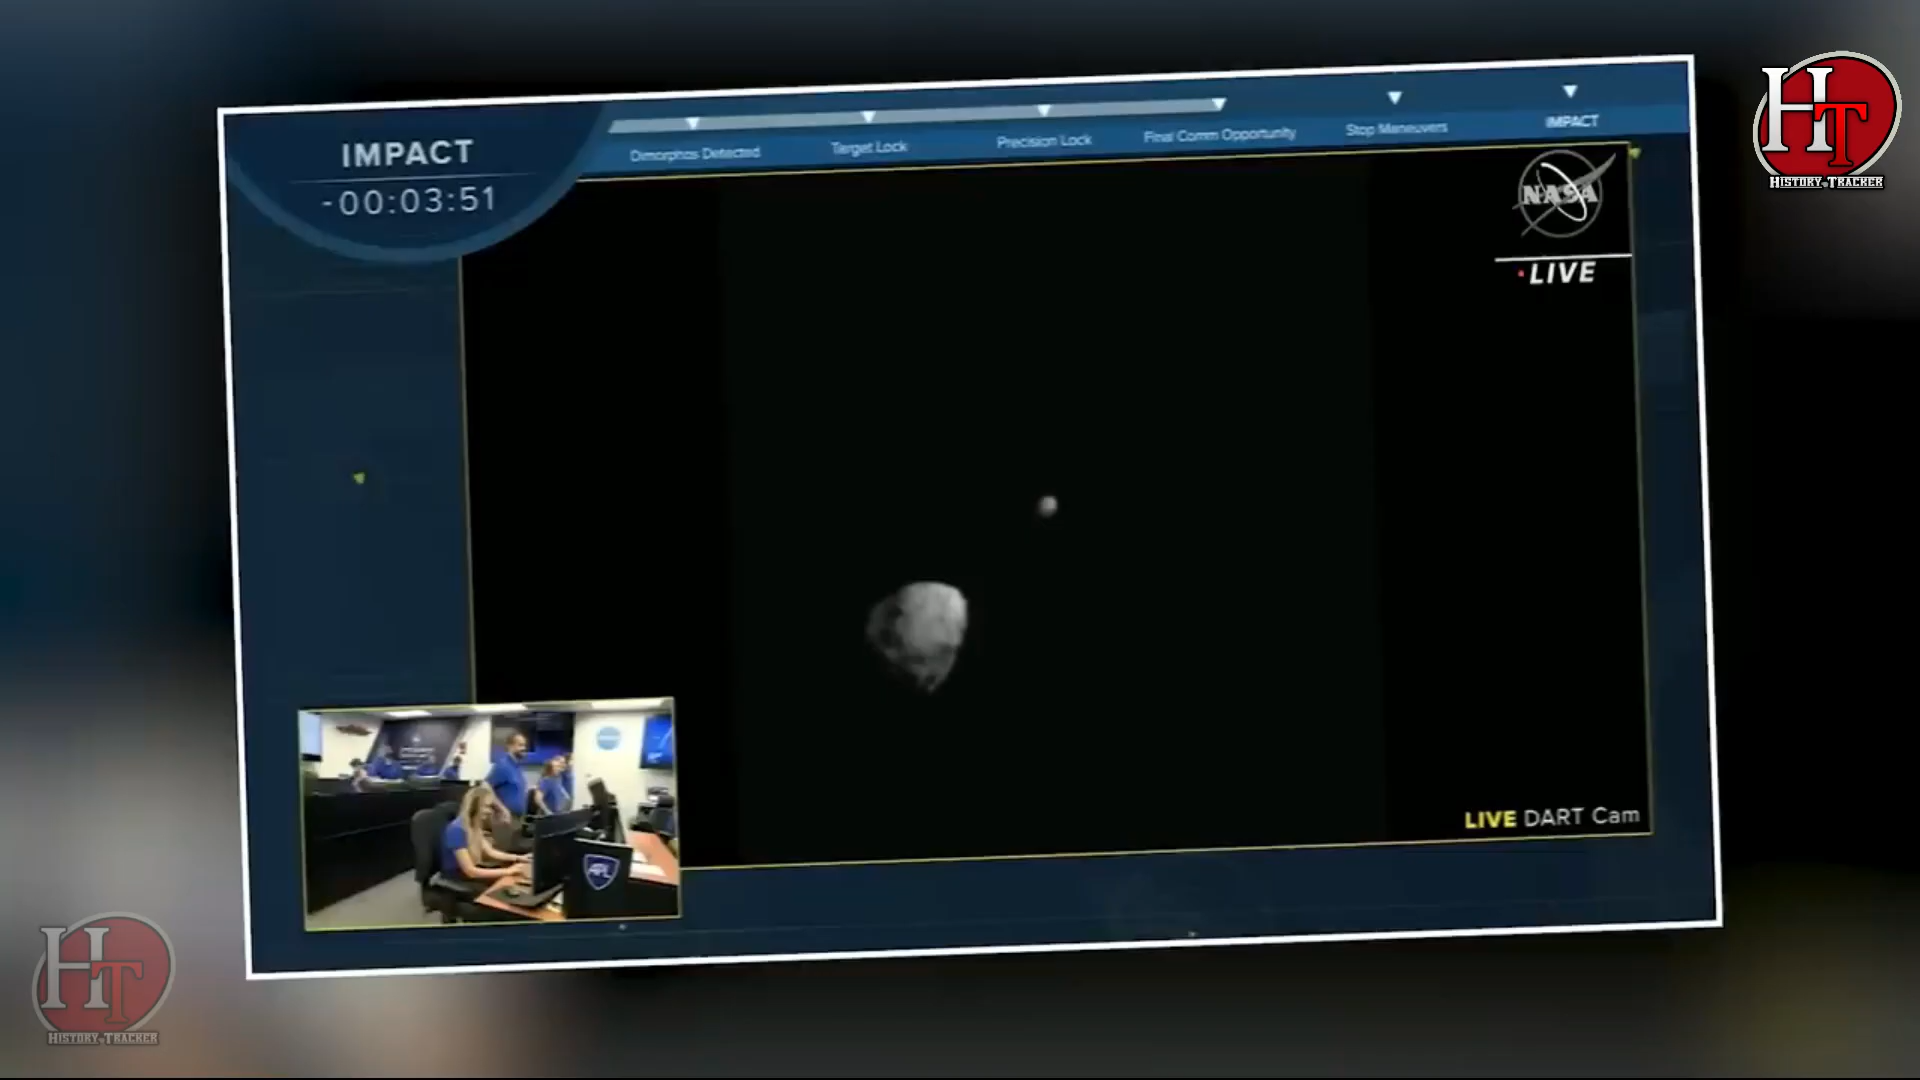 IMPACT
-00:03:51
Dimorphos Detected
Target Lock
Precision Lock
Final Comm Opportunity
Stop Maneuvers
IMPACT
NASA
LIVE
HT
HISTORY TRACKER
APL
LIVE DART Cam
HT
HISTORY TRACKER